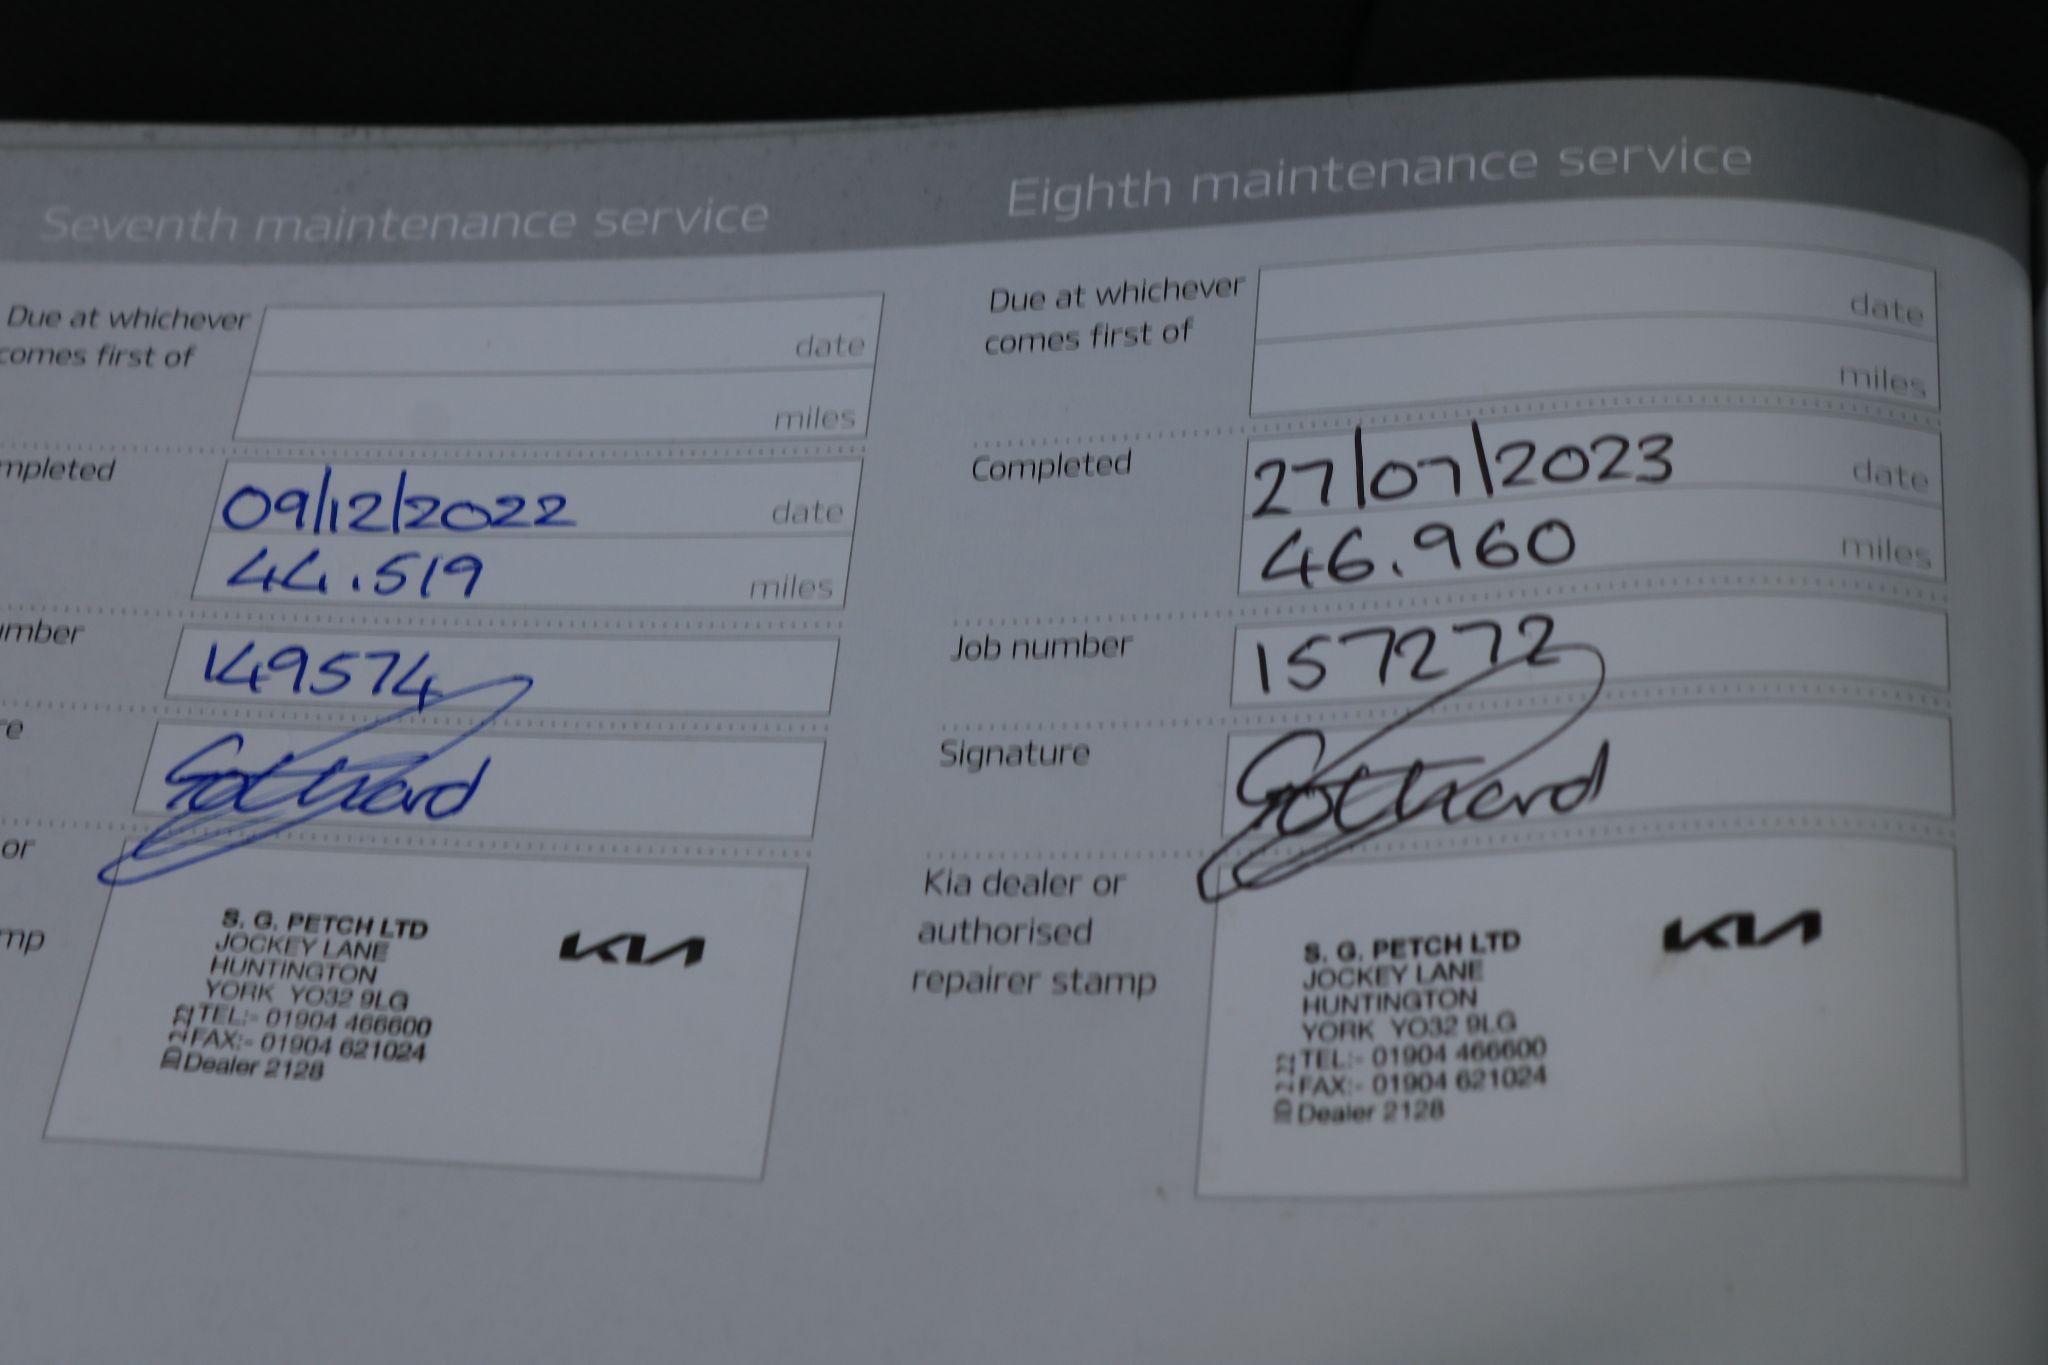 Seventh maintenance service
Due at whichever
comes first of
date
miles
mpleted
09/12/2022 date
44.519 miles
umber
149574
re
Gotthard
or
mp
S. G. PETCH LTD
JOCKEY LANE
HUNTINGTON
YORK YO32 9LG
TEL:- 01904 466600
FAX:- 01904 621024
Dealer 2128
KIA
Eighth maintenance service
Due at whichever
comes first of
date
miles
Completed
27/07/2023 date
46.960 miles
Job number
157272
Signature
Gotthard
Kia dealer or
authorised
repairer stamp
S. G. PETCH LTD
JOCKEY LANE
HUNTINGTON
YORK YO32 9LG
TEL:- 01904 466600
FAX:- 01904 621024
Dealer 2128
KIA